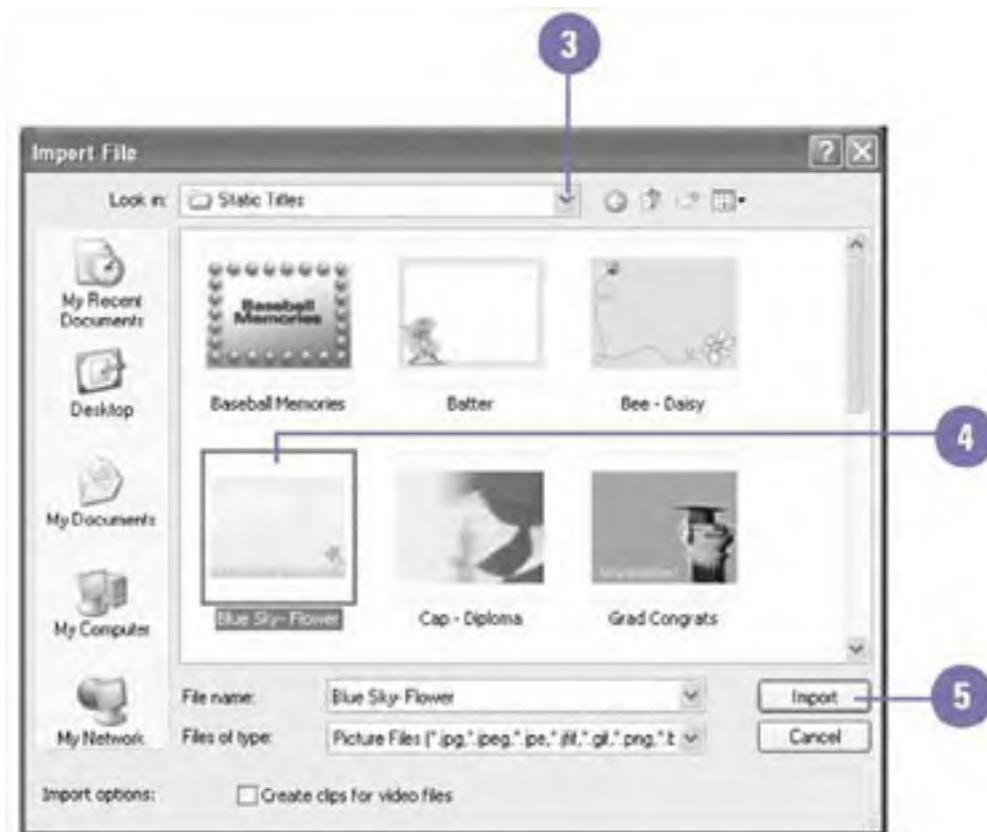 3
Import File
Look in:
Static Titles
My Recent
Documents
Desktop
My Documents
My Computer
My Network
Baseball
Memories
Baseball Memories
Batter
Bee - Daisy
4
Blue Sky- Flower
Cap - Diploma
Grad Congrats
File name:
Blue Sky- Flower
Import
5
Files of type:
Picture Files (*.jpg,*.jpeg,*.jpe,*.jfif,*.gif,*.png,*.b
Cancel
Import options:
Create clips for video files